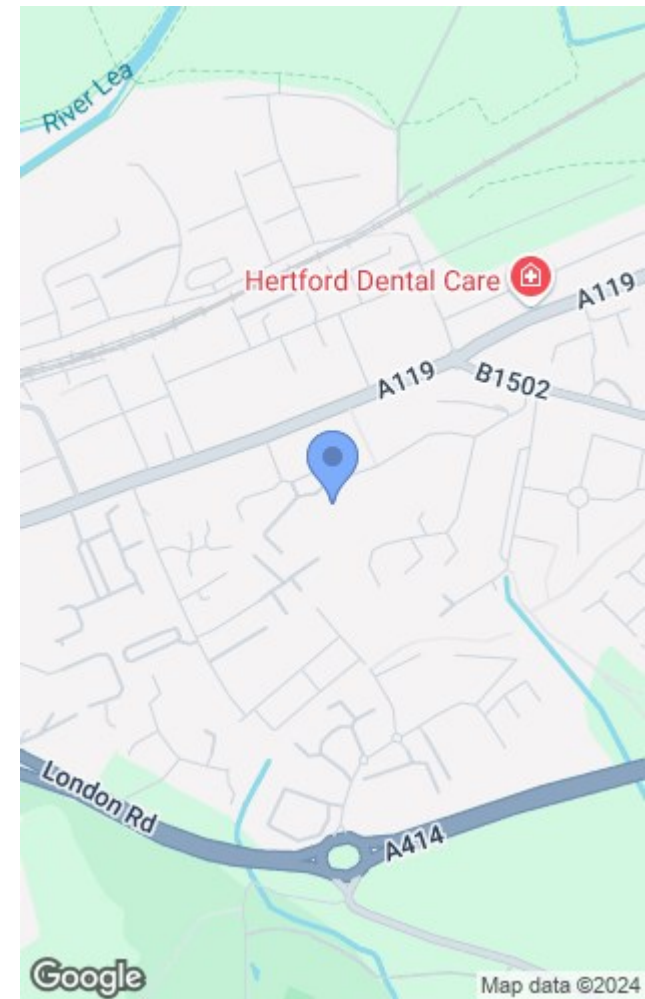 River Lea
Hertford Dental Care
A119
A119
B1502
London Rd
A414
Google
Map data ©2024